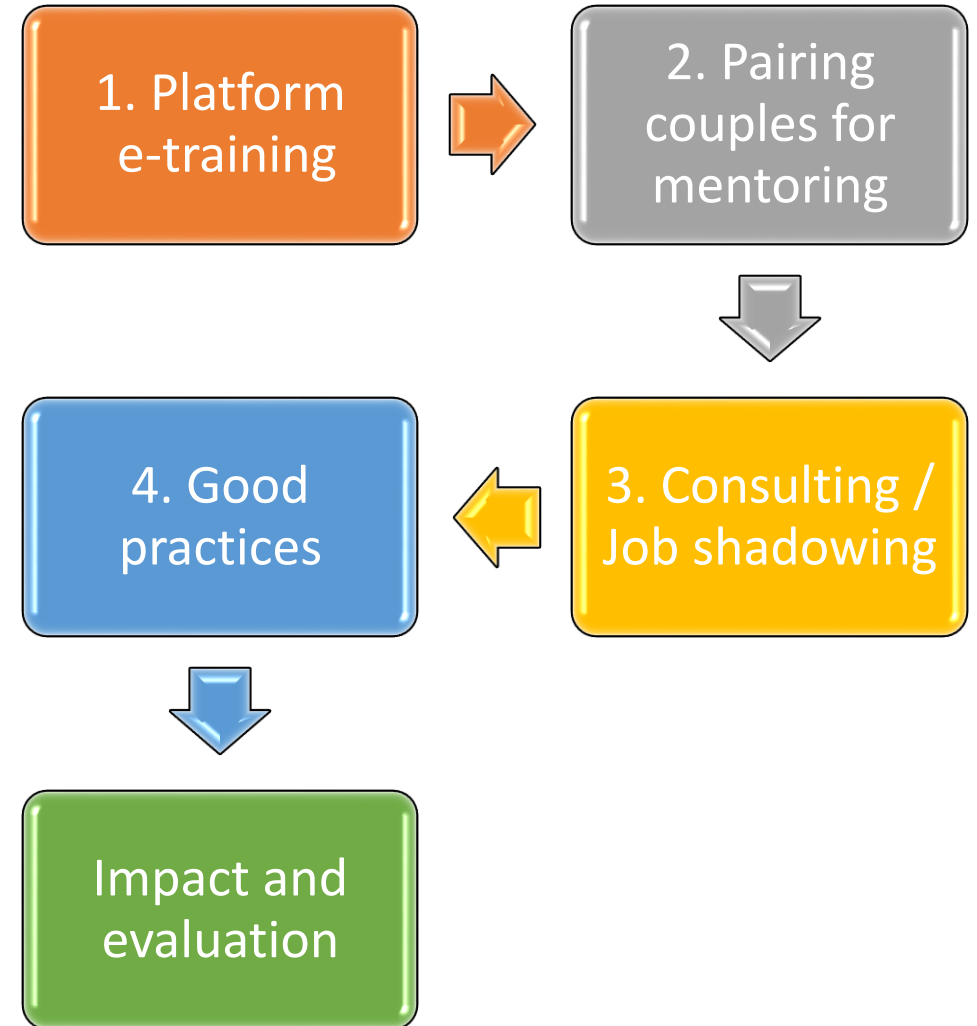 1. Platform
e-training
2. Pairing
couples for
mentoring
3. Consulting /
Job shadowing
4. Good
practices
Impact and
evaluation